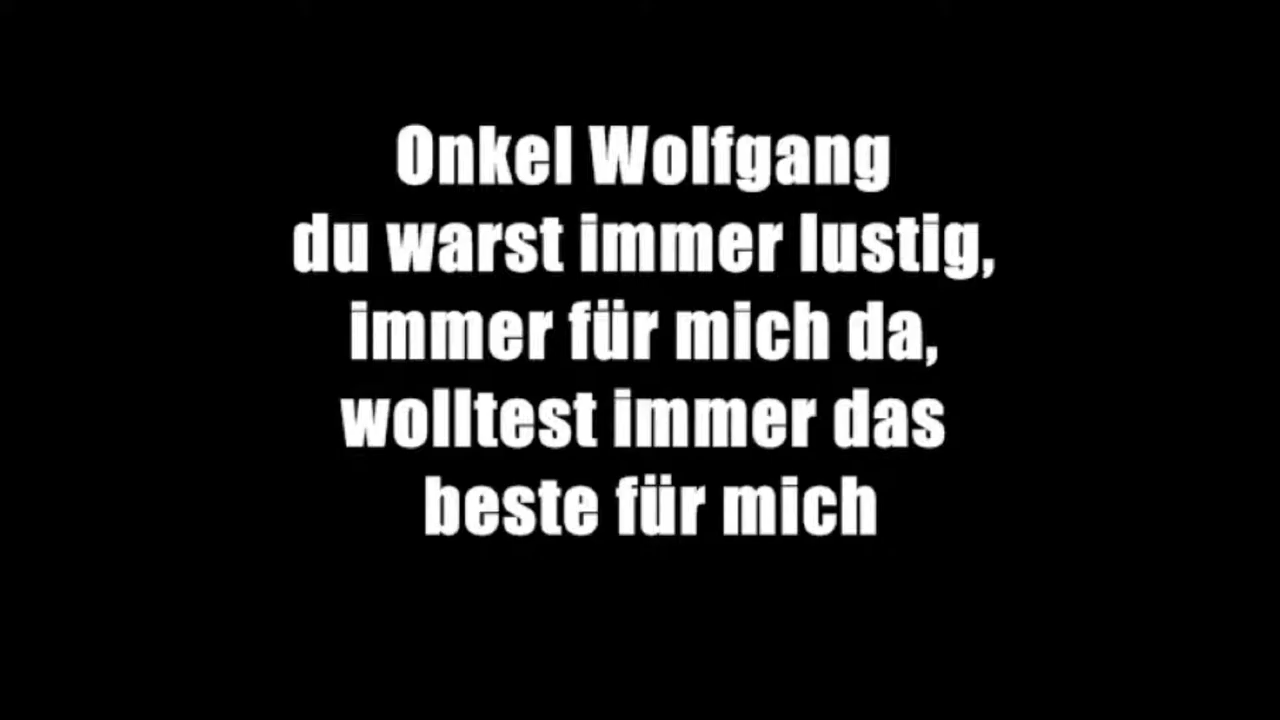 Onkel Wolfgang
du warst immer lustig,
immer für mich da,
wolltest immer das
beste für mich